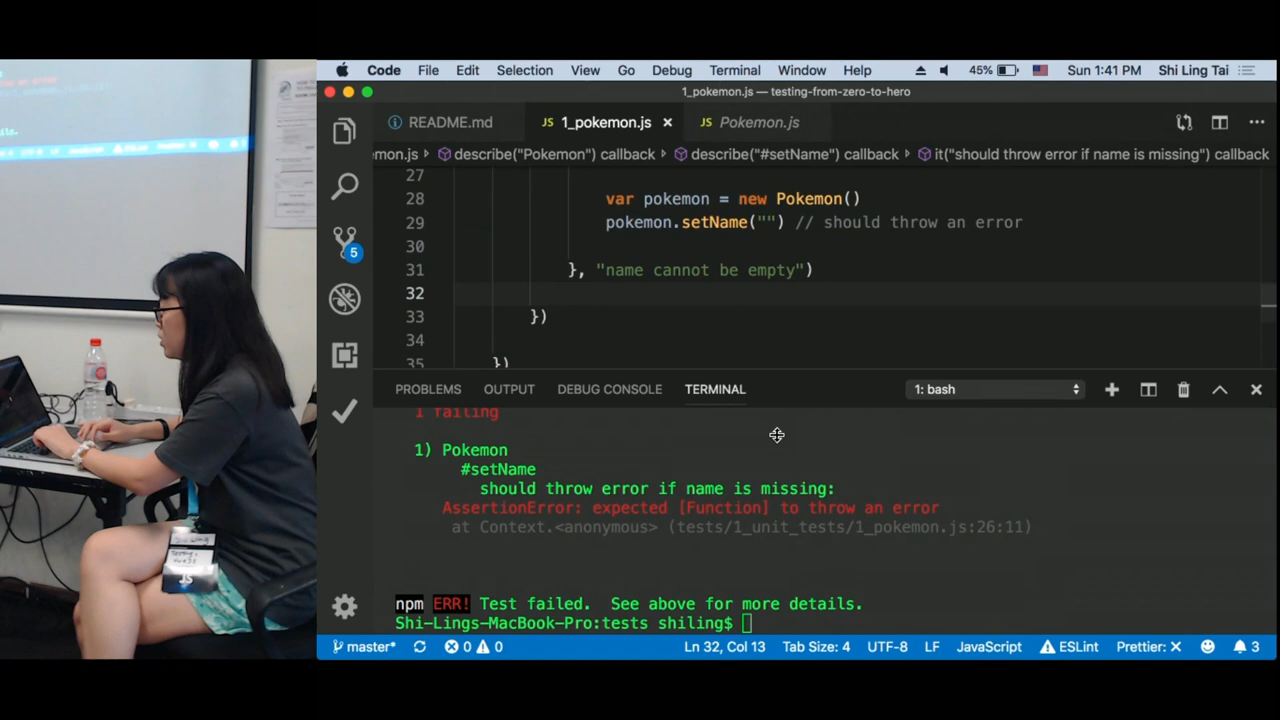 Code File Edit Selection View Go Debug Terminal Window Help 45% Sun 1:41 PM Shi Ling Tai
1_pokemon.js — testing-from-zero-to-hero
README.md JS 1_pokemon.js × JS Pokemon.js
emon.js describe("Pokemon") callback describe("#setName") callback it("should throw error if name is missing") callback
27
28 var pokemon = new Pokemon()
29 pokemon.setName("") // should throw an error
30
31 }, "name cannot be empty")
32
33 })
34
35 })
5
PROBLEMS OUTPUT DEBUG CONSOLE TERMINAL 1: bash
1 failing
1) Pokemon
#setName
should throw error if name is missing:
AssertionError: expected [Function] to throw an error
at Context.<anonymous> (tests/1_unit_tests/1_pokemon.js:26:11)
npm ERR! Test failed. See above for more details.
Shi-Lings-MacBook-Pro:tests shiling$
master* 0 0 Ln 32, Col 13 Tab Size: 4 UTF-8 LF JavaScript ESLint Prettier: × 3
JS